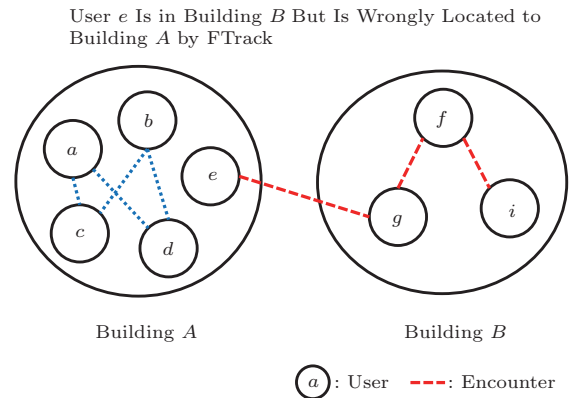 User e Is in Building B But Is Wrongly Located to
Building A by FTrack
a
b
c
d
e
f
g
i
Building A
Building B
a : User
: Encounter